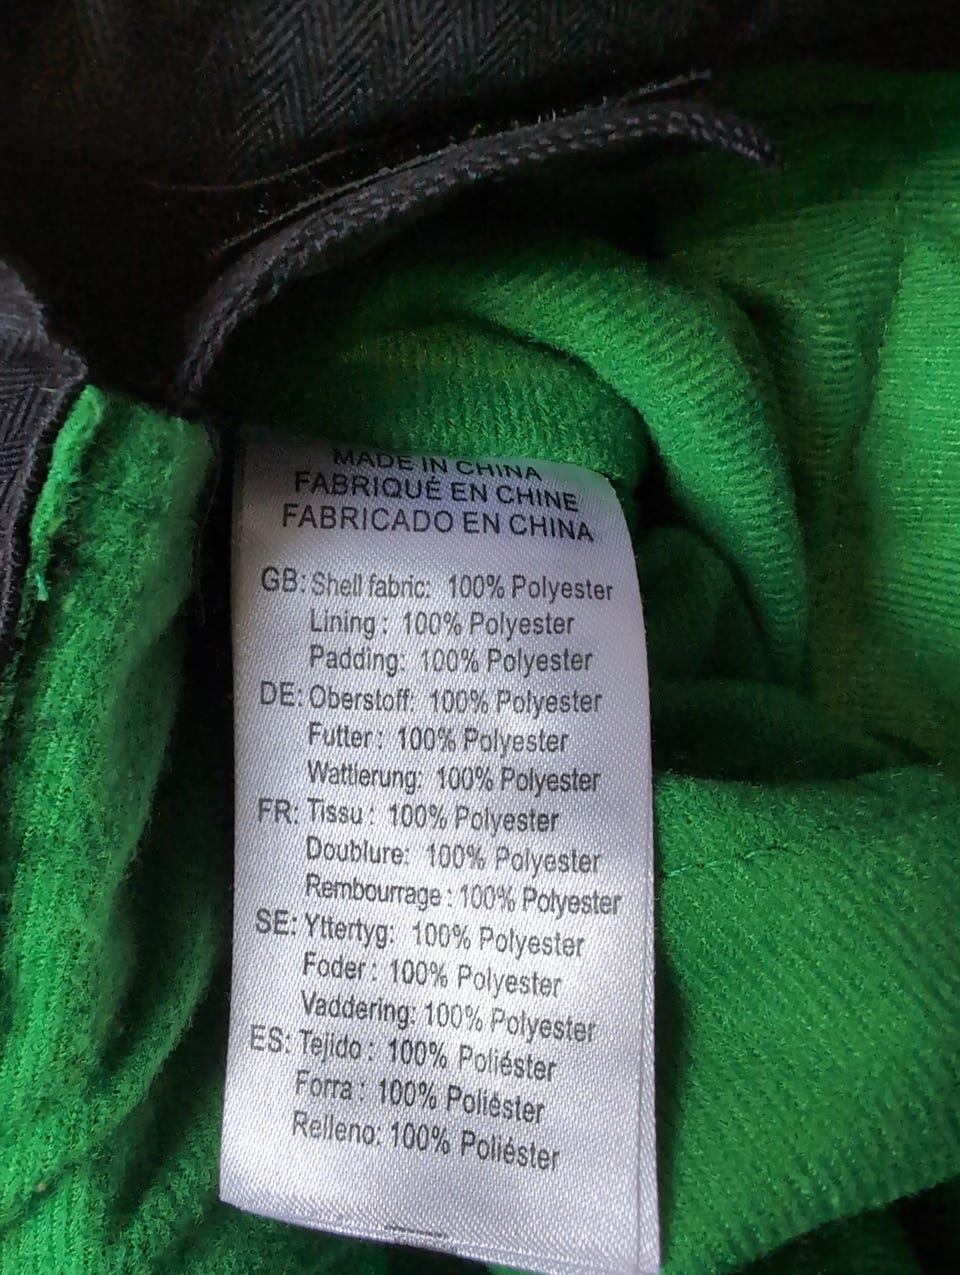 MADE IN CHINA
FABRIQUÉ EN CHINE
FABRICADO EN CHINA
GB: Shell fabric: 100% Polyester
Lining: 100% Polyester
Padding: 100% Polyester
DE: Oberstoff: 100% Polyester
Futter: 100% Polyester
Wattierung: 100% Polyester
FR: Tissu: 100% Polyester
Doublure: 100% Polyester
Rembourrage: 100% Polyester
SE: Yttertyg: 100% Polyester
Foder: 100% Polyester
Vaddering: 100% Polyester
ES: Tejido: 100% Poliéster
Forra: 100% Poliéster
Relleno: 100% Poliéster